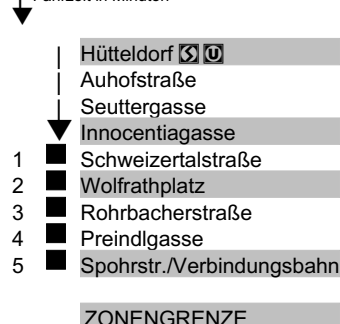 Fahrzeit in Minuten
Hütteldorf S U
Auhofstraße
Seuttergasse
Innocentiagasse
1 Schweizertalstraße
2 Wolfrathplatz
3 Rohrbacherstraße
4 Preindlgasse
5 Spohrstr./Verbindungsbahn
ZONENGRENZE